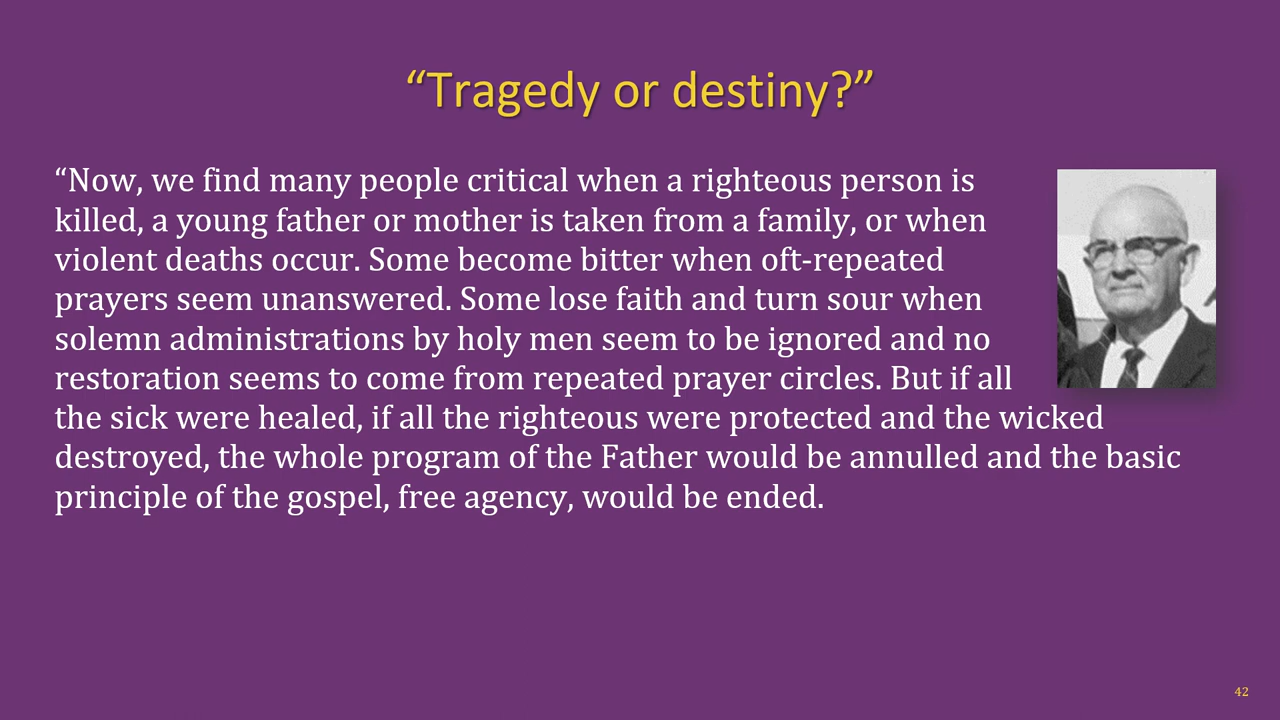 “Tragedy or destiny?”
“Now, we find many people critical when a righteous person is
killed, a young father or mother is taken from a family, or when
violent deaths occur. Some become bitter when oft-repeated
prayers seem unanswered. Some lose faith and turn sour when
solemn administrations by holy men seem to be ignored and no
restoration seems to come from repeated prayer circles. But if all
the sick were healed, if all the righteous were protected and the wicked
destroyed, the whole program of the Father would be annulled and the basic
principle of the gospel, free agency, would be ended.
42